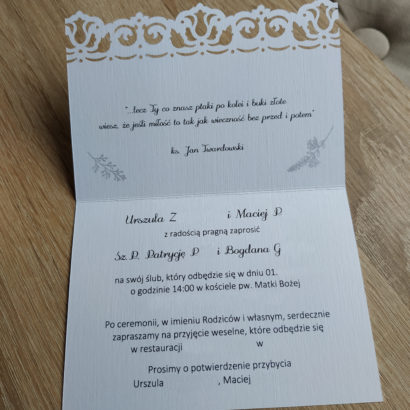 "...lecz Ty co znasz ptaki po kolei i buki złote
wiesz, że jeśli miłość to tak jak wieczność bez przed i potem"
ks. Jan Twardowski
Urszula Z i Maciej P.
z radością pragną zaprosić
Sz.P. Patrycję P i Bogdana G
na swój ślub, który odbędzie się w dniu 01.
o godzinie 14:00 w kościele pw. Matki Bożej
Po ceremonii, w imieniu Rodziców i własnym, serdecznie
zapraszamy na przyjęcie weselne, które odbędzie się
w restauracji w
Prosimy o potwierdzenie przybycia
Urszula , Maciej